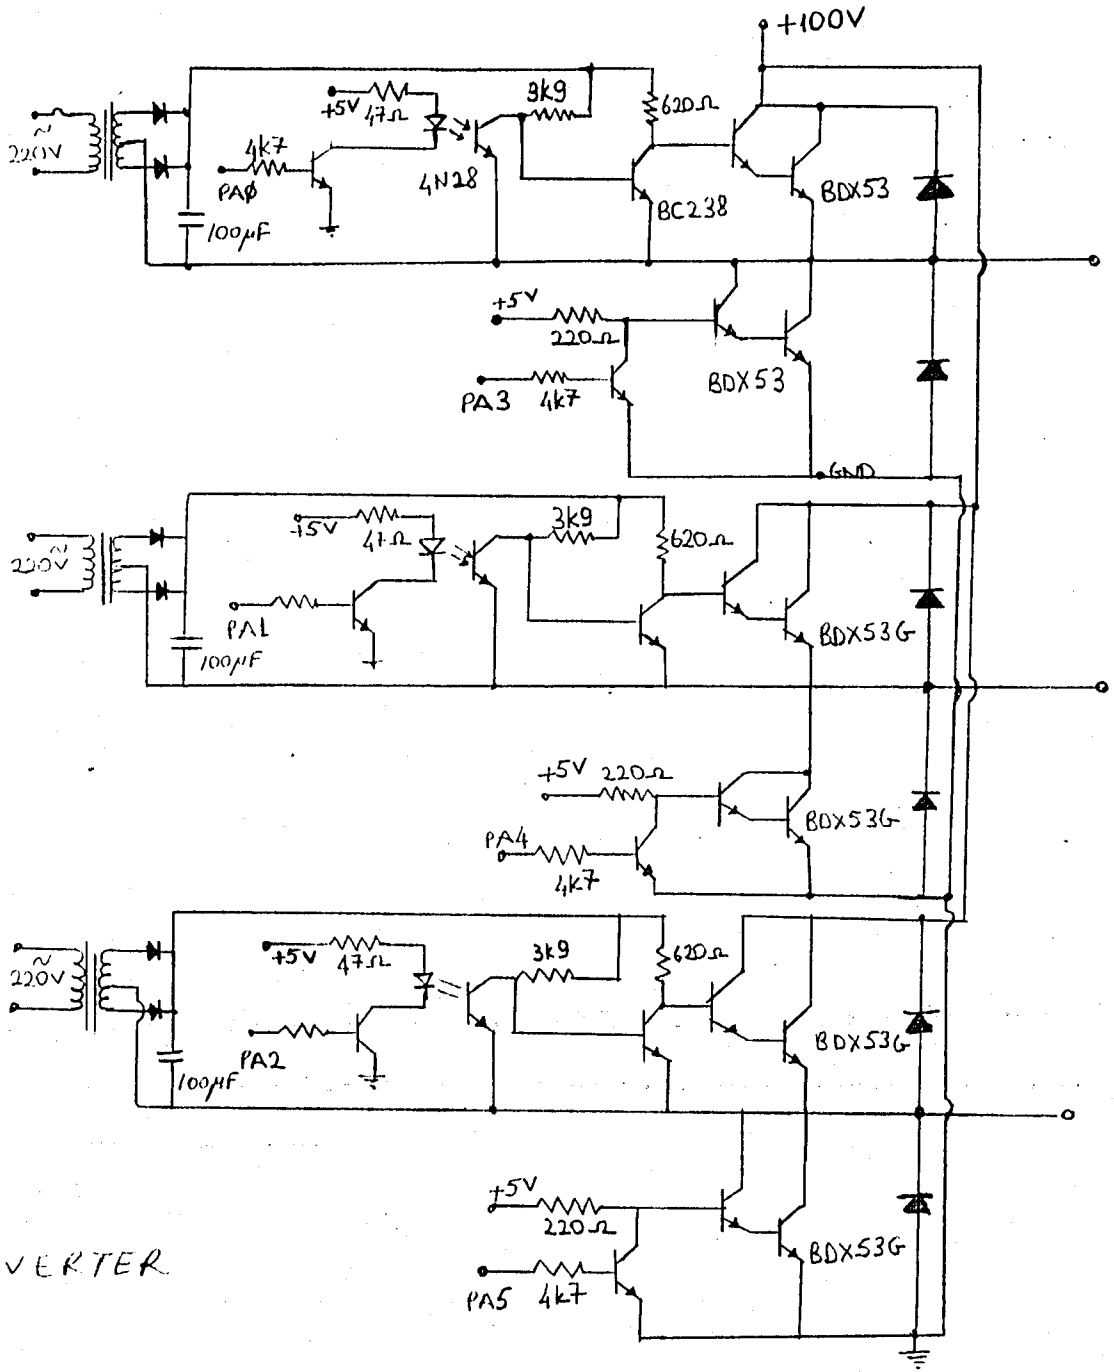 +100V
3k9
620Ω
+5V
47Ω
~
220V
4k7
PAØ
4N28
BC238
BDX53
100µF
+5V
220Ω
BDX53
PA3
4k7
GND
+5V
47Ω
3k9
620Ω
~
220V
PA1
100µF
BDX53G
+5V
220Ω
BDX53G
PA4
4k7
+5V
47Ω
3k9
620Ω
~
220V
PA2
100µF
BDX53G
+5V
220Ω
BDX53G
VERTER
PA5
4k7